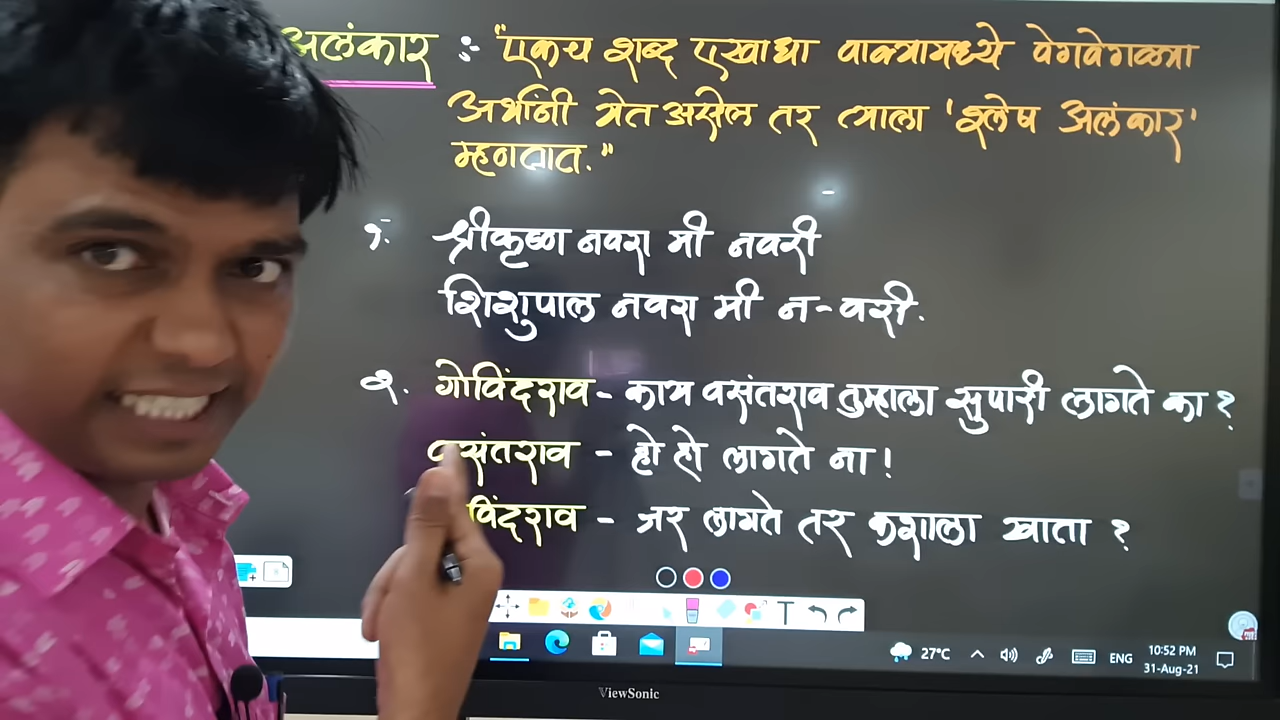 अलंकार :- "एकच शब्द एखाद्या वाक्यामध्ये वेगवेगळ्या
अर्थांनी येत असेल तर त्याला 'श्लेष अलंकार'
म्हणतात."
१. श्रीकृष्ण नवरा मी नवरी
शिशुपाल नवरा मी न-वरी.
२. गोविंदराव - काय वसंतराव तुम्हाला सुपारी लागते का ?
वसंतराव - हो हो लागते ना !
विंदराव - जर लागते तर कशाला खाता ?
T
27°C ENG 10:52 PM
31-Aug-21
ViewSonic